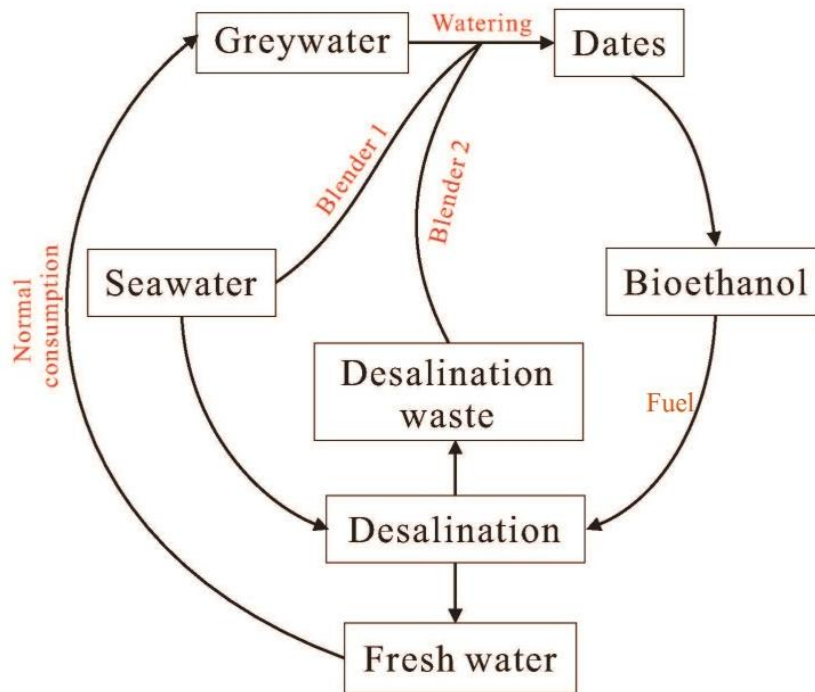 Watering
Greywater
Dates
Blender 1
Blender 2
Seawater
Bioethanol
Normal
consumption
Desalination
waste
Fuel
Desalination
Fresh water